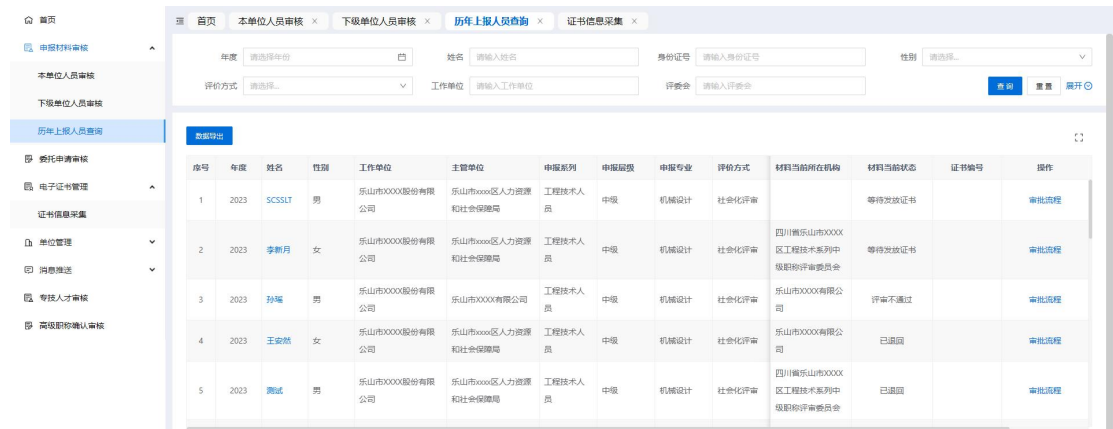 首页
申报材料审核
本单位人员审核
下级单位人员审核
历年上报人员查询
委托申请审核
电子证书管理
证书信息采集
单位管理
消息推送
专技人才审核
高级职称确认审核
首页 本单位人员审核 × 下级单位人员审核 × 历年上报人员查询 × 证书信息采集 ×
年度 请选择年份 姓名 请输入姓名 身份证号 请输入身份证号 性别 请选择...
评价方式 请选择... 工作单位 请输入工作单位 评委会 请输入评委会 查询 重置 展开
数据导出
序号 年度 姓名 性别 工作单位 主管单位 申报系列 申报层级 申报专业 评价方式 材料当前所在机构 材料当前状态 证书编号 操作
乐山市XXXX股份有限 乐山市xxxx区人力资源 工程技术人
1 2023 SCSSLT 男 中级 机械设计 社会化评审 等待发放证书 审批流程
公司 和社会保障局 员
四川省乐山市XXXX
乐山市XXXX股份有限 乐山市xxxx区人力资源 工程技术人
2 2023 李新月 女 中级 机械设计 社会化评审 区工程技术系列中 等待发放证书 审批流程
公司 和社会保障局 员
级职称评审委员会
乐山市XXXX股份有限 工程技术人 乐山市XXXX有限公
3 2023 孙瑶 男 乐山市XXXX有限公司 中级 机械设计 社会化评审 评审不通过 审批流程
公司 员 司
乐山市XXXX股份有限 乐山市xxxx区人力资源 工程技术人 乐山市XXXX有限公
4 2023 王安然 女 中级 机械设计 社会化评审 已退回 审批流程
公司 和社会保障局 员 司
四川省乐山市XXXX
乐山市XXXX股份有限 乐山市xxxx区人力资源 工程技术人
5 2023 测试 男 中级 机械设计 社会化评审 区工程技术系列中 已退回 审批流程
公司 和社会保障局 员
级职称评审委员会